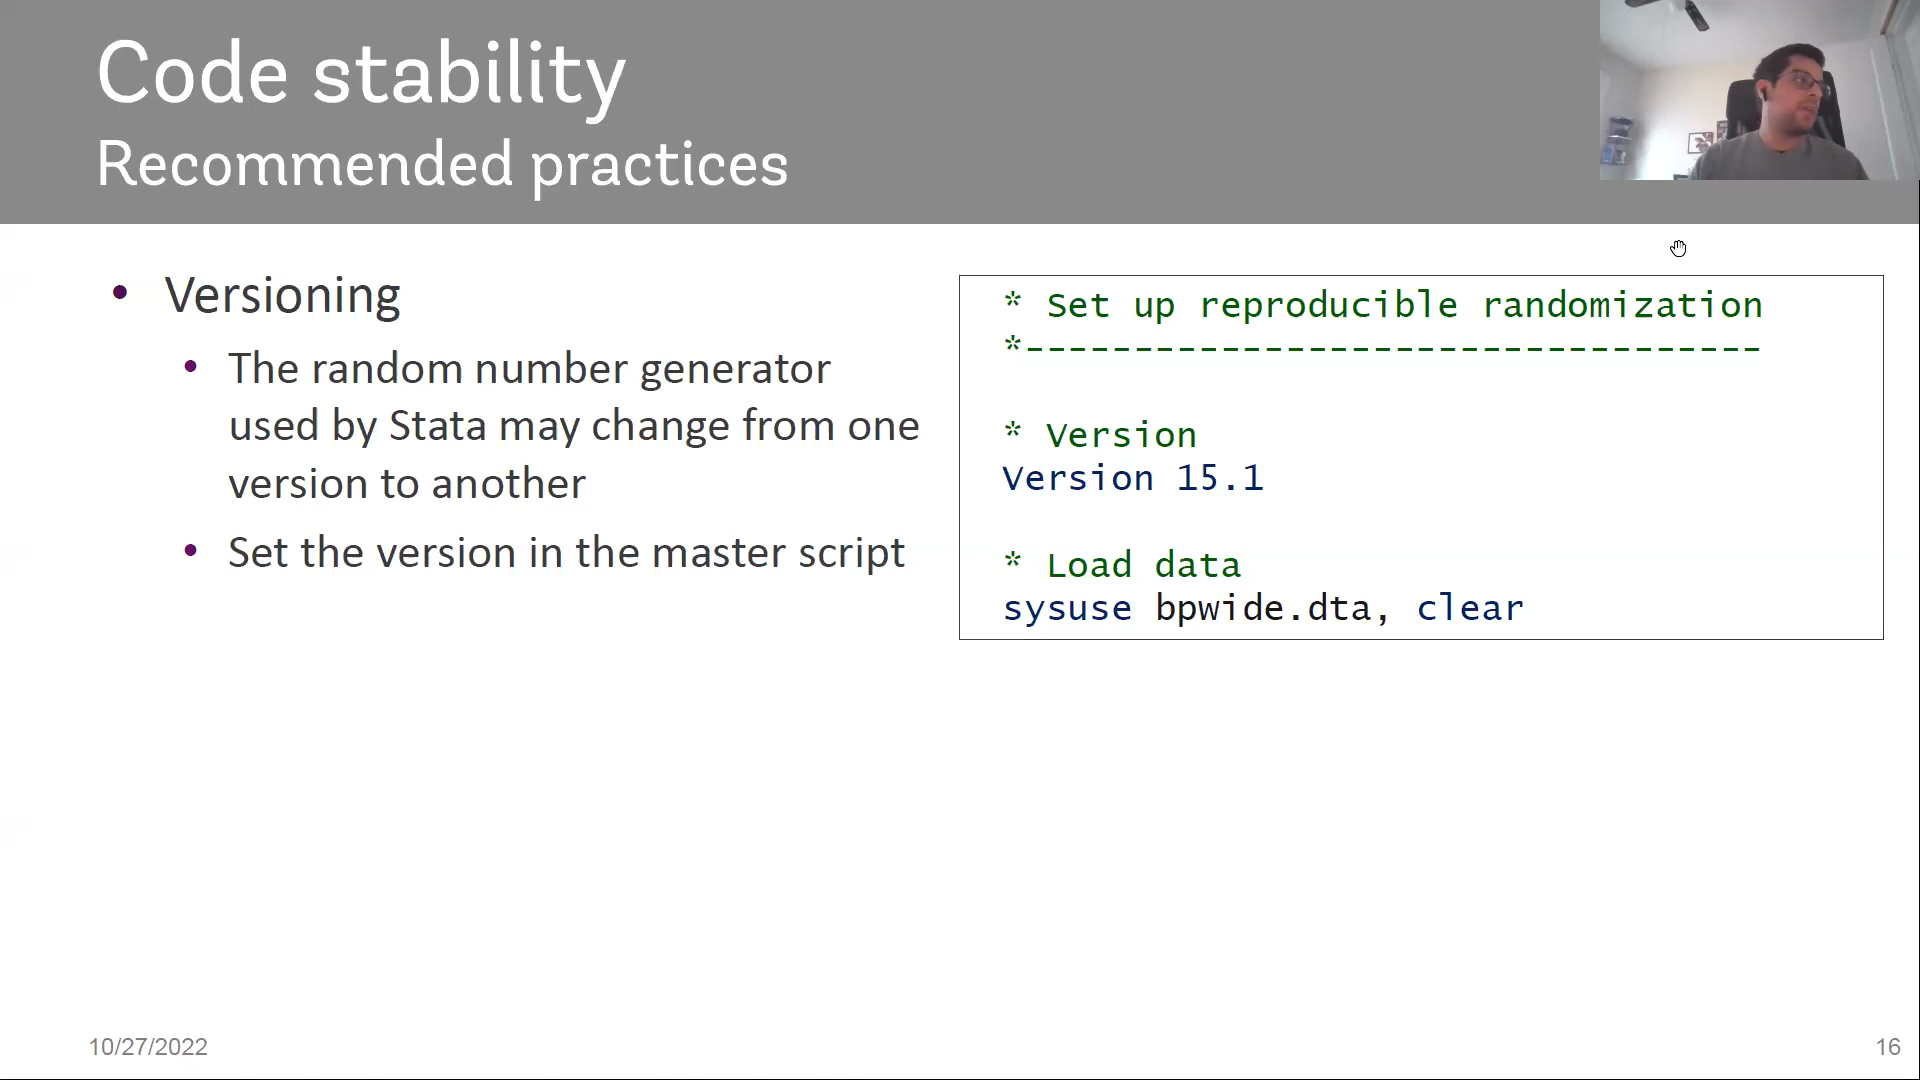 Code stability
Recommended practices
• Versioning
• The random number generator
used by Stata may change from one
version to another
• Set the version in the master script
* Set up reproducible randomization
*----------------------------------
* Version
Version 15.1
* Load data
sysuse bpwide.dta, clear
10/27/2022
16